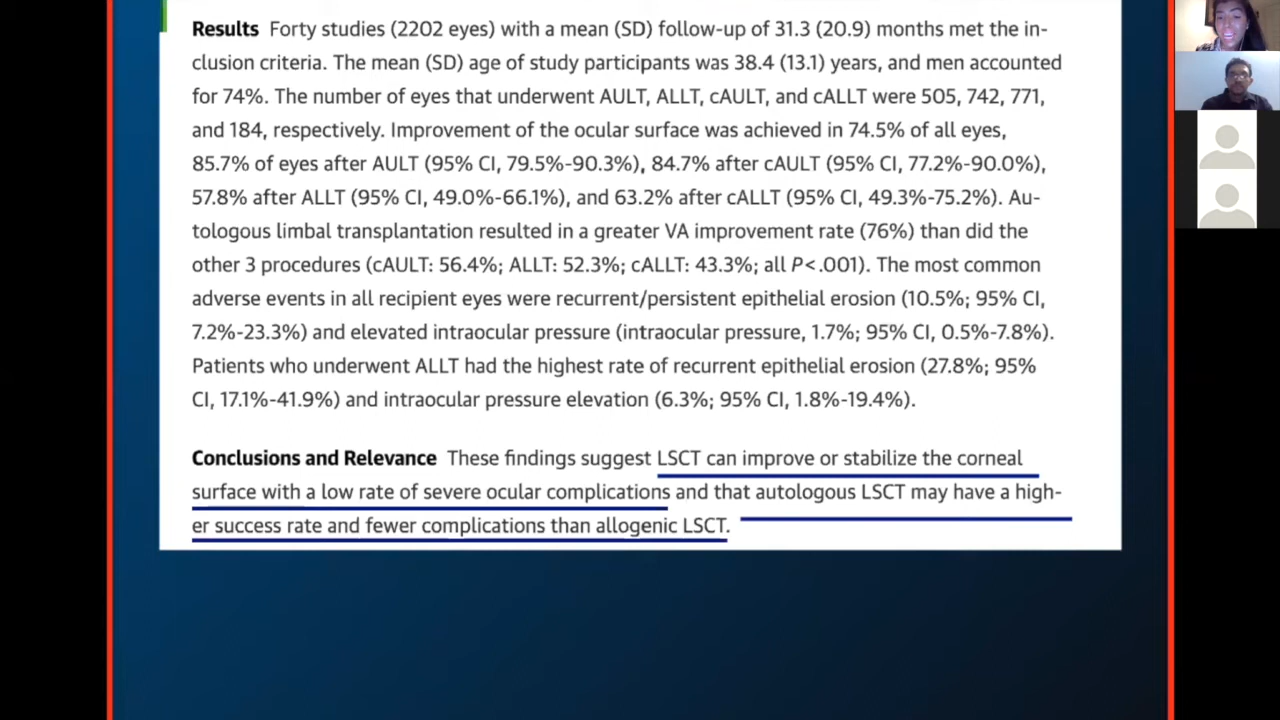 Results Forty studies (2202 eyes) with a mean (SD) follow-up of 31.3 (20.9) months met the in-
clusion criteria. The mean (SD) age of study participants was 38.4 (13.1) years, and men accounted
for 74%. The number of eyes that underwent AULT, ALLT, cAULT, and cALLT were 505, 742, 771,
and 184, respectively. Improvement of the ocular surface was achieved in 74.5% of all eyes,
85.7% of eyes after AULT (95% CI, 79.5%-90.3%), 84.7% after cAULT (95% CI, 77.2%-90.0%),
57.8% after ALLT (95% CI, 49.0%-66.1%), and 63.2% after cALLT (95% CI, 49.3%-75.2%). Au-
tologous limbal transplantation resulted in a greater VA improvement rate (76%) than did the
other 3 procedures (cAULT: 56.4%; ALLT: 52.3%; cALLT: 43.3%; all P<.001). The most common
adverse events in all recipient eyes were recurrent/persistent epithelial erosion (10.5%; 95% CI,
7.2%-23.3%) and elevated intraocular pressure (intraocular pressure, 1.7%; 95% CI, 0.5%-7.8%).
Patients who underwent ALLT had the highest rate of recurrent epithelial erosion (27.8%; 95%
CI, 17.1%-41.9%) and intraocular pressure elevation (6.3%; 95% CI, 1.8%-19.4%).
Conclusions and Relevance These findings suggest LSCT can improve or stabilize the corneal
surface with a low rate of severe ocular complications and that autologous LSCT may have a high-
er success rate and fewer complications than allogenic LSCT.